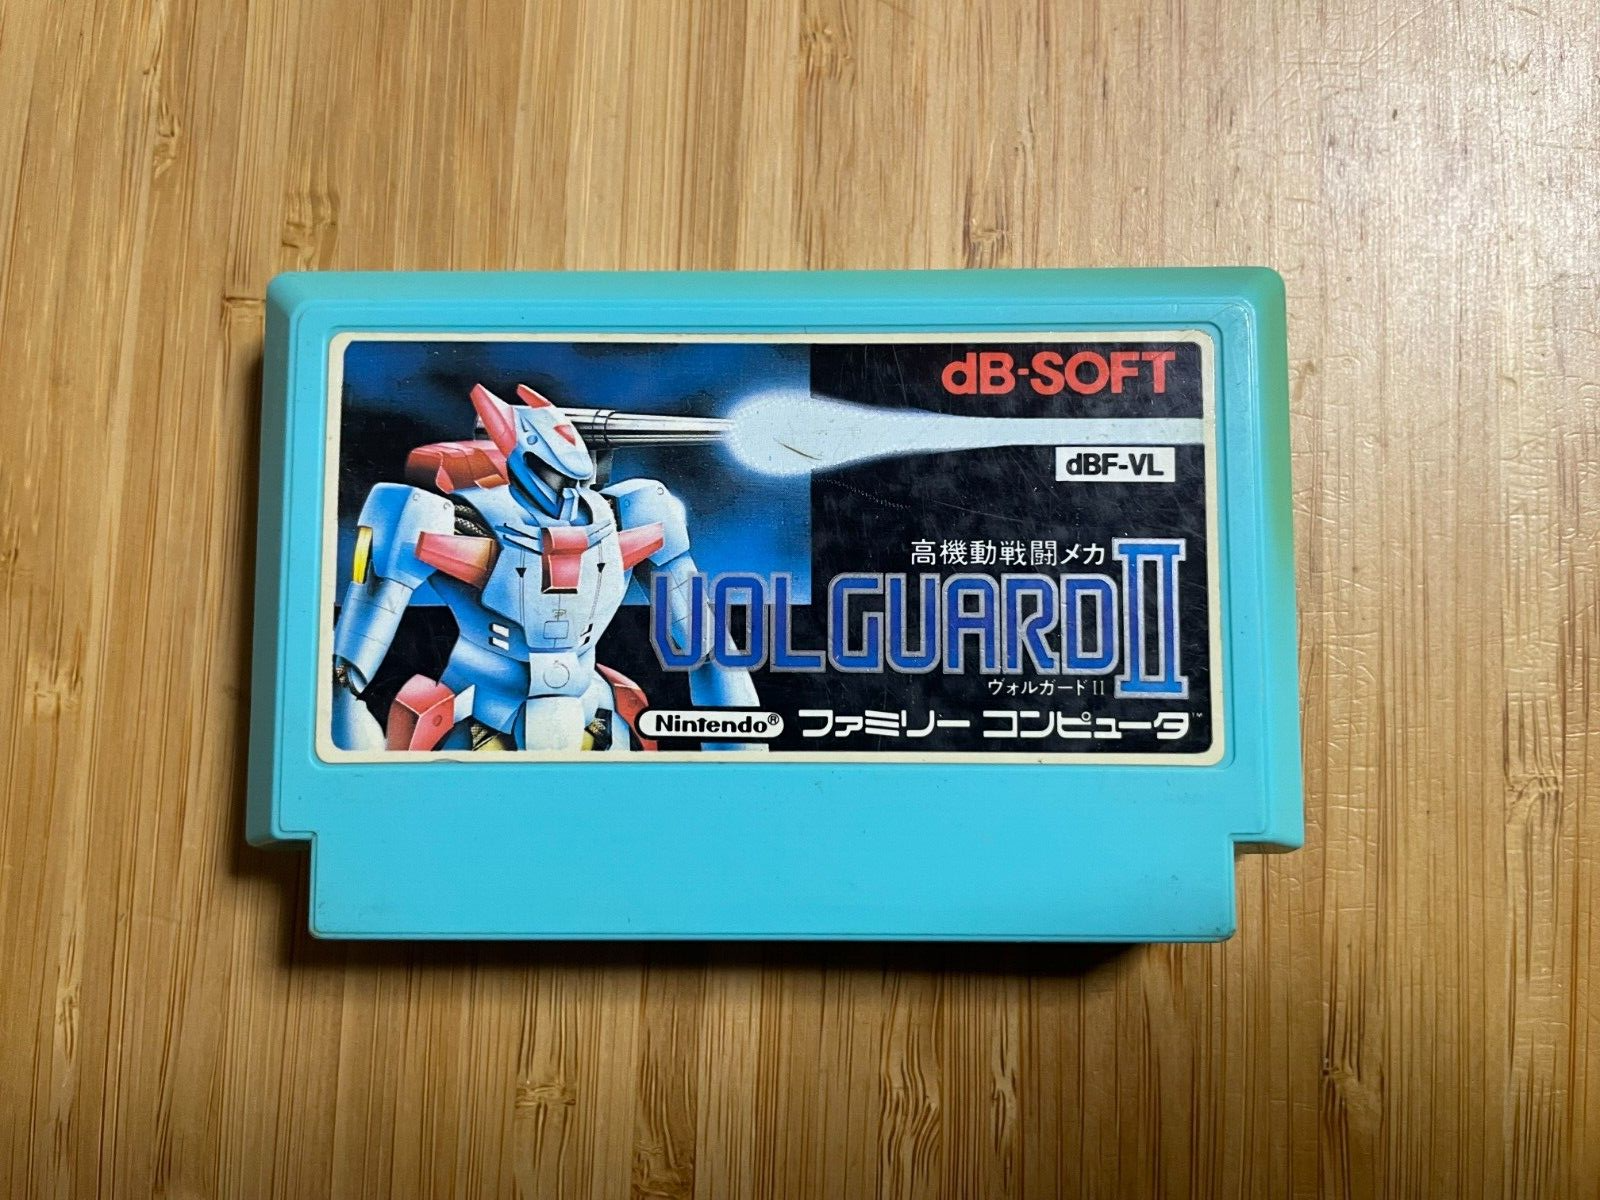 dB-SOFT
dBF-VL
高機動戦闘メカ
VOLGUARD II
ヴォルガードII
Nintendo® ファミリー コンピュータ™